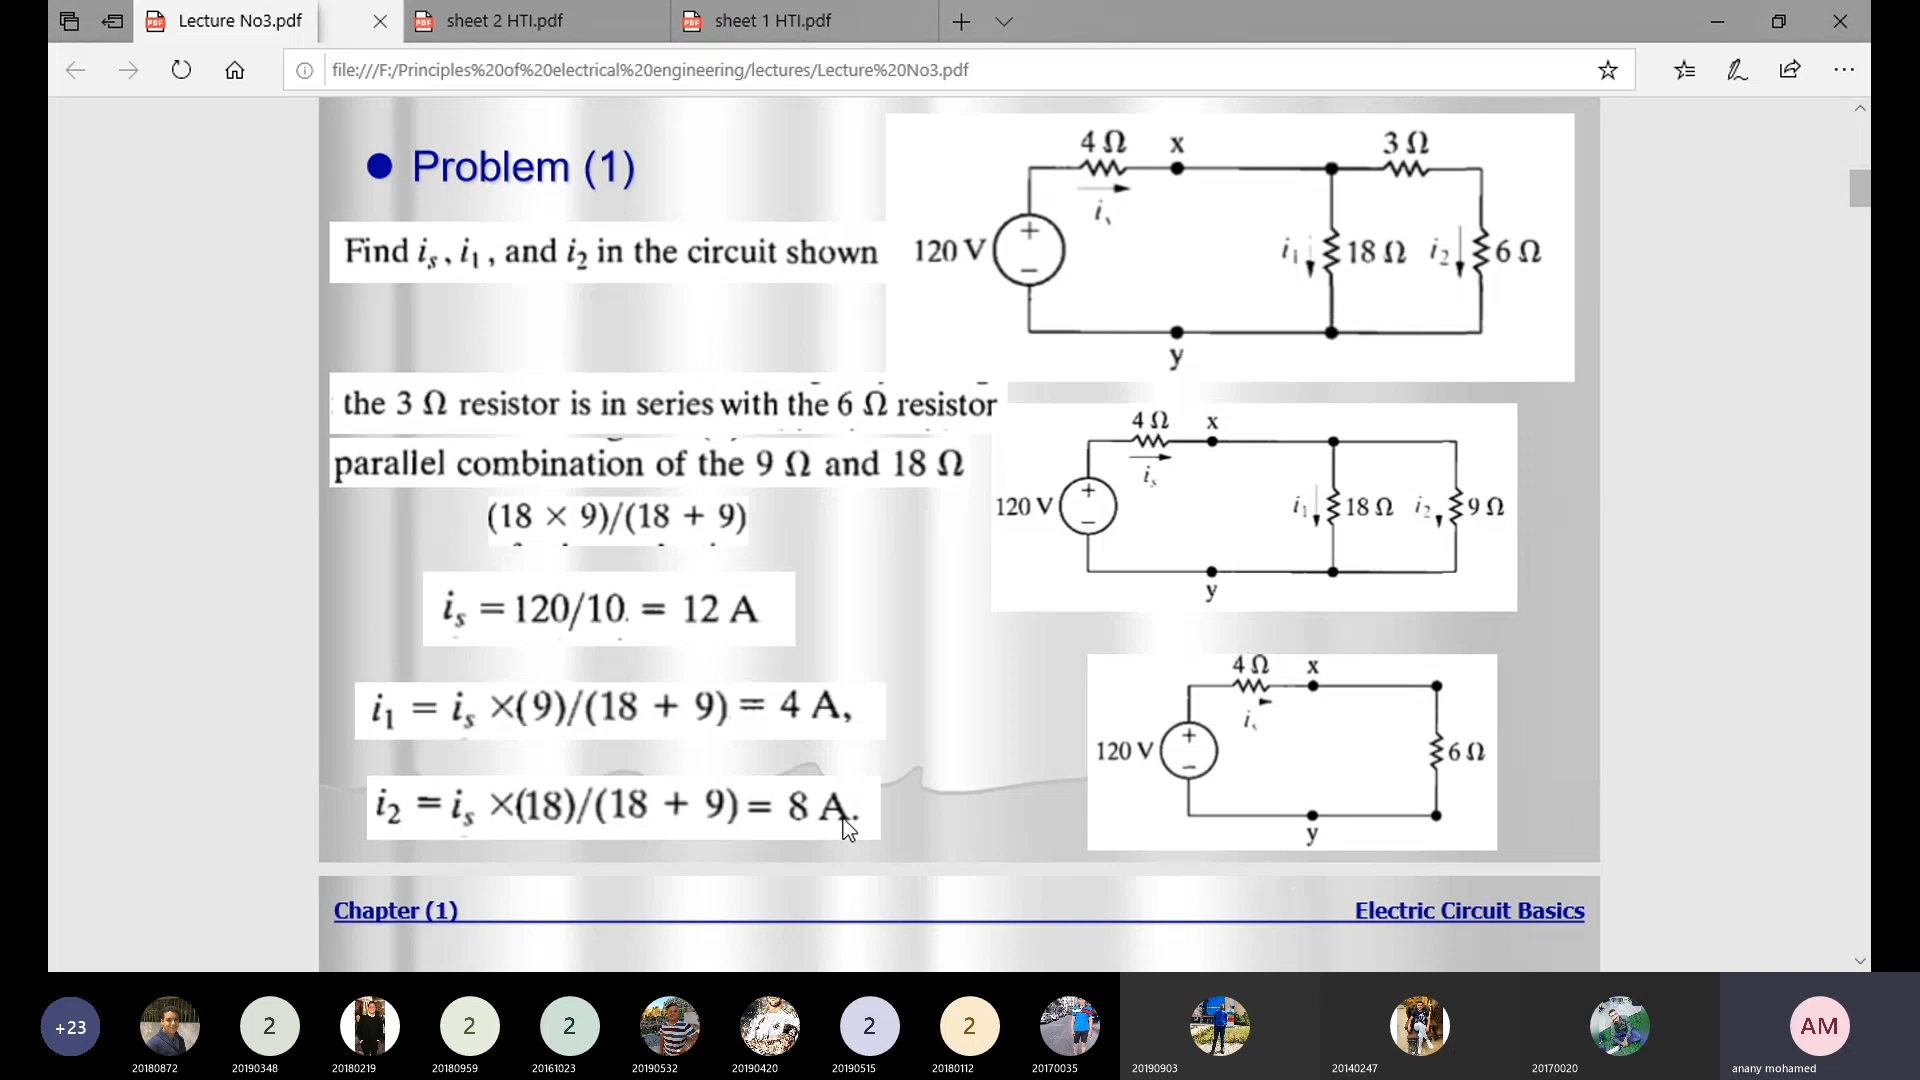 Lecture No3.pdf
sheet 2 HTI.pdf
sheet 1 HTI.pdf
file:///F:/Principles%20of%20electrical%20engineering/lectures/Lecture%20No3.pdf
● Problem (1)
Find is, i1, and i2 in the circuit shown
4 Ω x 3 Ω
is
120 V + − i1 18 Ω i2 6 Ω
y
the 3 Ω resistor is in series with the 6 Ω resistor
parallel combination of the 9 Ω and 18 Ω
(18 × 9)/(18 + 9)
4 Ω x
is
120 V + − i1 18 Ω i2 9 Ω
y
is = 120/10 = 12 A
i1 = is ×(9)/(18 + 9) = 4 A,
i2 = is ×(18)/(18 + 9) = 8 A.
4 Ω x
is
120 V + − 6 Ω
y
Chapter (1) Electric Circuit Basics
+23
2
2
2
2
2
AM
20180872
20190348
20180219
20180959
20161023
20190532
20190420
20190515
20180112
20170035
20190903
20140247
20170020
anany mohamed